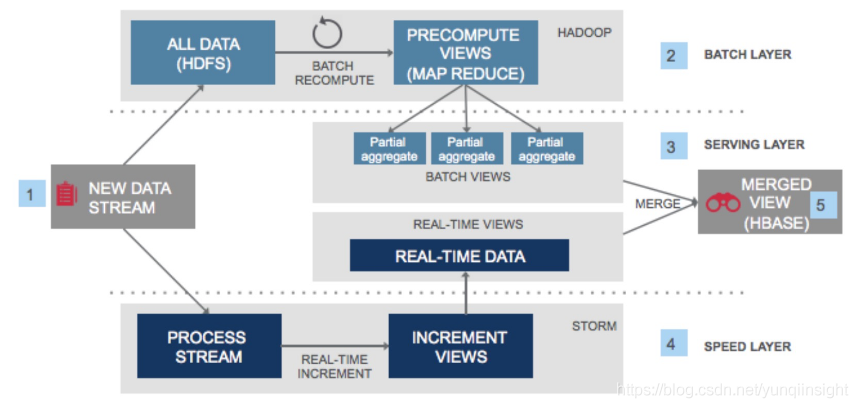 ALL DATA
(HDFS)
BATCH
RECOMPUTE
PRECOMPUTE
VIEWS
(MAP REDUCE)
HADOOP
2
BATCH LAYER
1
NEW DATA
STREAM
Partial
aggregate
Partial
aggregate
Partial
aggregate
BATCH VIEWS
3
SERVING LAYER
REAL-TIME VIEWS
REAL-TIME DATA
MERGE
MERGED
VIEW
(HBASE)
5
PROCESS
STREAM
REAL-TIME
INCREMENT
INCREMENT
VIEWS
STORM
4
SPEED LAYER
https://blog.csdn.net/yunqiinsight